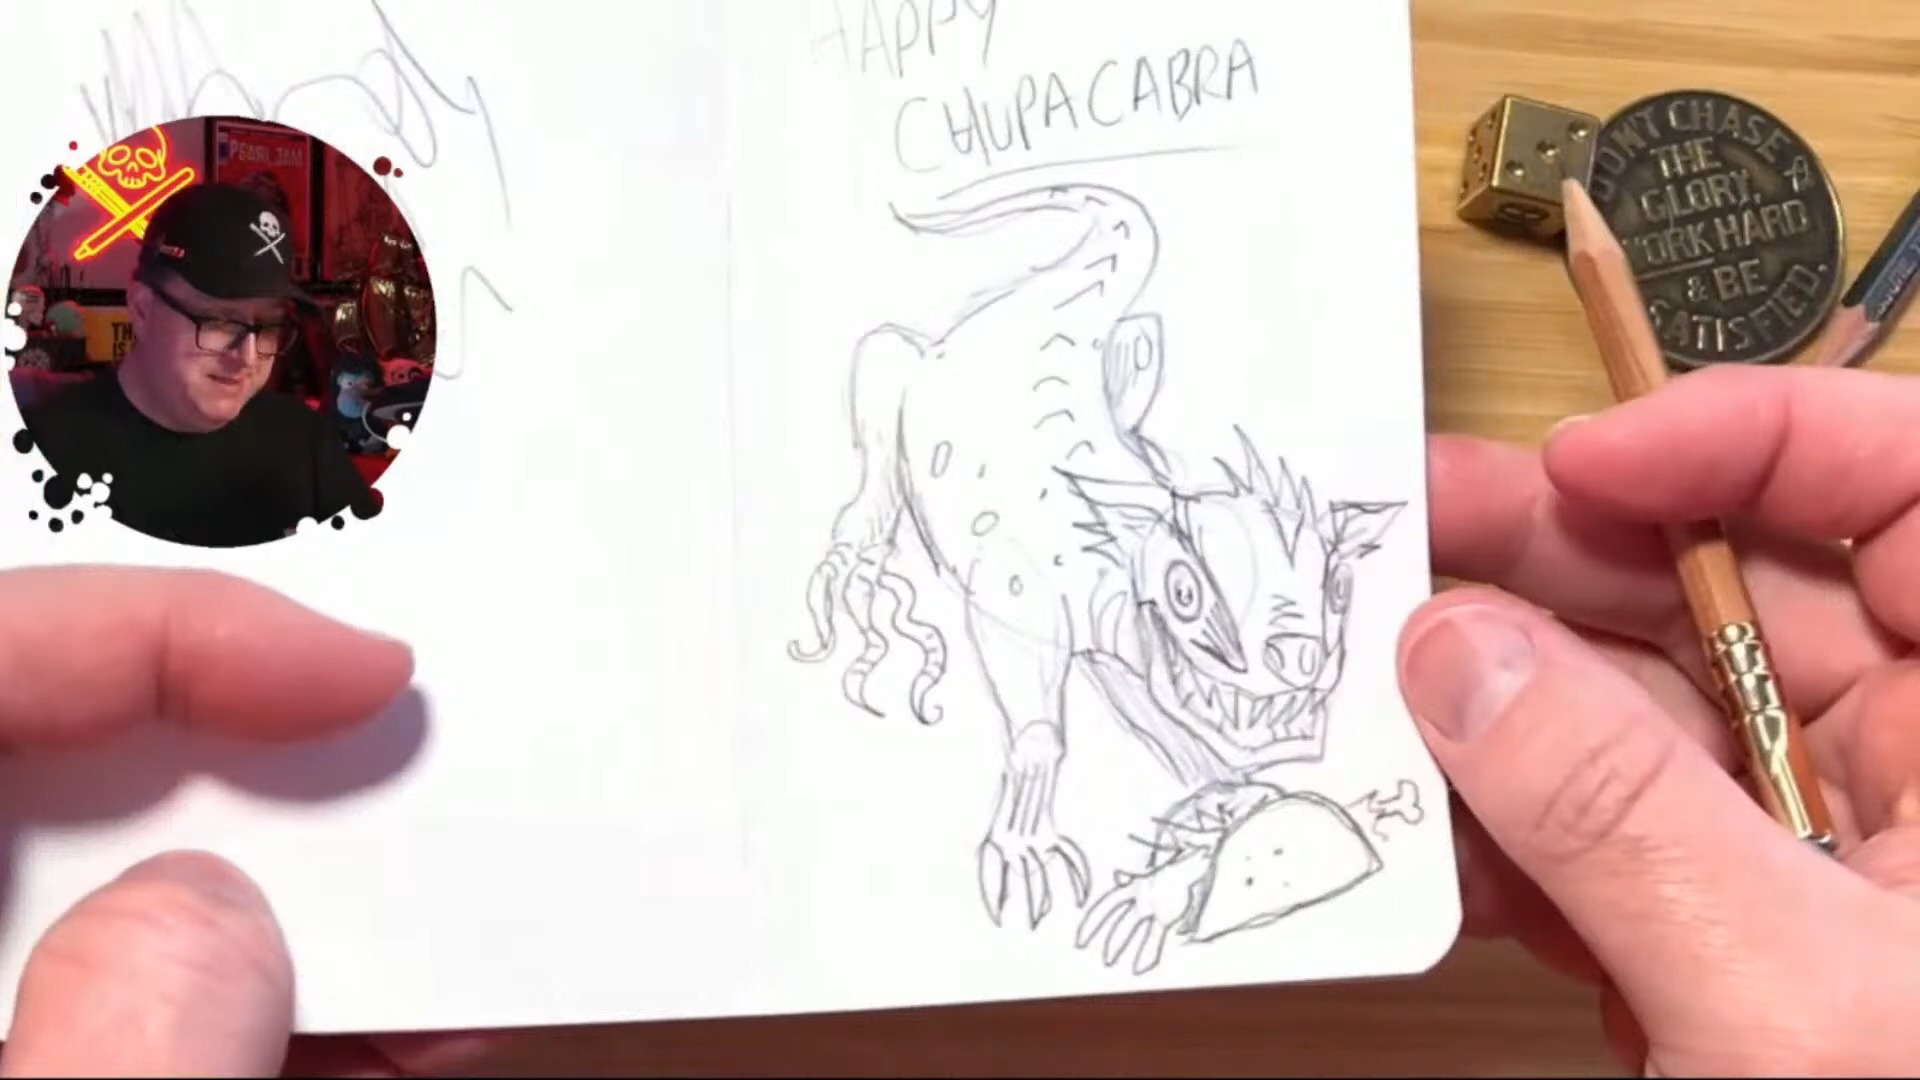 HAPPY
CHUPACABRA
PEARL JAM
DON'T CHASE
THE
GLORY,
WORK HARD
& BE
SATISFIED.